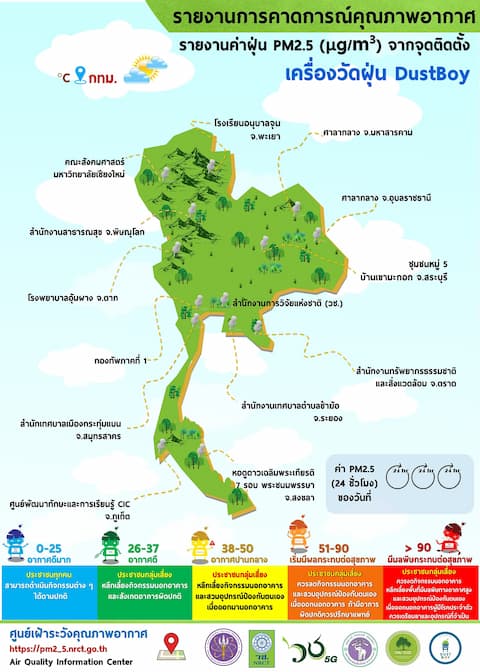 รายงานการคาดการณ์คุณภาพอากาศ
รายงานค่าฝุ่น PM2.5 (µg/m³) จากจุดติดตั้ง
เครื่องวัดฝุ่น DustBoy
°C กทม.
โรงเรียนอนุบาลจุน
จ.พะเยา
ศาลากลาง จ.มหาสารคาม
คณะสังคมศาสตร์
มหาวิทยาลัยเชียงใหม่
ศาลากลาง จ.อุบลราชธานี
สำนักงานสาธารณสุข จ.พิษณุโลก
ชุมชนหมู่ 5
บ้านเขามะกอก จ.สระบุรี
โรงพยาบาลอุ้มผาง จ.ตาก
สำนักงานการวิจัยแห่งชาติ (วช.)
กองทัพภาคที่ 1
สำนักงานทรัพยากรธรรมชาติ
และสิ่งแวดล้อม จ.ตราด
สำนักงานเทศบาลตำบลชำฆ้อ
จ.ระยอง
สำนักเทศบาลเมืองกระทุ่มแบน
จ.สมุทรสาคร
หอดูดาวเฉลิมพระเกียรติ
7 รอบ พระชนมพรรษา
จ.สงขลา
ค่า PM2.5
(24 ชั่วโมง)
ของวันที่
24 hr
24 hr
24 hr
ศูนย์พัฒนาทักษะและการเรียนรู้ CIC
จ.ภูเก็ต
0-25
อากาศดีมาก
ประชาชนทุกคน
สามารถดำเนินกิจกรรมต่าง ๆ
ได้ตามปกติ
26-37
อากาศดี
ประชาชนกลุ่มเสี่ยง
หลีกเลี่ยงกิจกรรมนอกอาคาร
และสังเกตอาการผิดปกติ
38-50
อากาศปานกลาง
ประชาชนกลุ่มเสี่ยง
หลีกเลี่ยงกิจกรรมนอกอาคาร
และสวมอุปกรณ์ป้องกันตนเอง
เมื่อออกมานอกอาคาร
51-90
เริ่มมีผลกระทบต่อสุขภาพ
ประชาชนกลุ่มเสี่ยง
ควรงดกิจกรรมนอกอาคาร
และสวมอุปกรณ์ป้องกันตนเอง
เมื่อออกนอกอาคาร ถ้ามีอาการ
ผิดปกติควรปรึกษาแพทย์
> 90
มีผลกระทบต่อสุขภาพ
ประชาชนกลุ่มเสี่ยง
ควรงดกิจกรรมนอกอาคาร
หลีกเลี่ยงพื้นที่มีมลพิษทางอากาศสูง
และสวมอุปกรณ์ป้องกันตนเอง
เมื่อออกนอกอาคารผู้มีโรคประจำตัว
ควรเตรียมยาและอุปกรณ์ที่จำเป็น
ศูนย์เฝ้าระวังคุณภาพอากาศ
https://pm2_5.nrct.go.th
Air Quality Information Center
วช.
NRCT
วช 5G